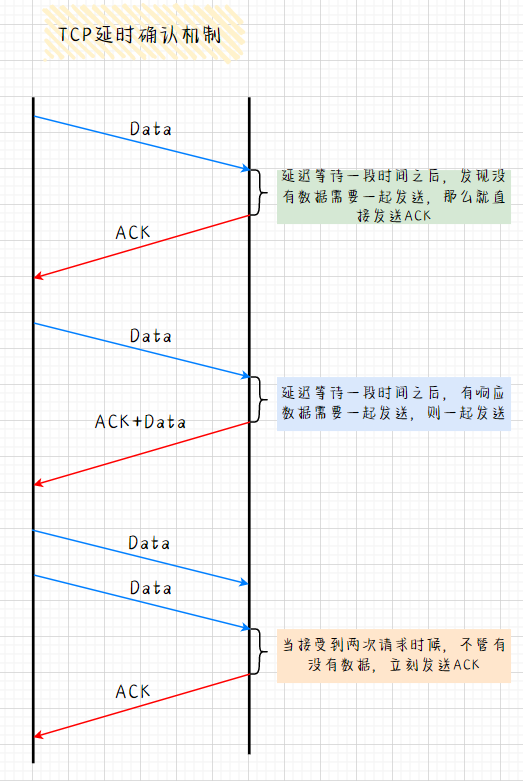 TCP延时确认机制
Data
延迟等待一段时间之后，发现没
有数据需要一起发送，那么就直
接发送ACK
ACK
Data
延迟等待一段时间之后，有响应
数据需要一起发送，则一起发送
ACK+Data
Data
Data
当接受到两次请求时候，不管有
没有数据，立刻发送ACK
ACK